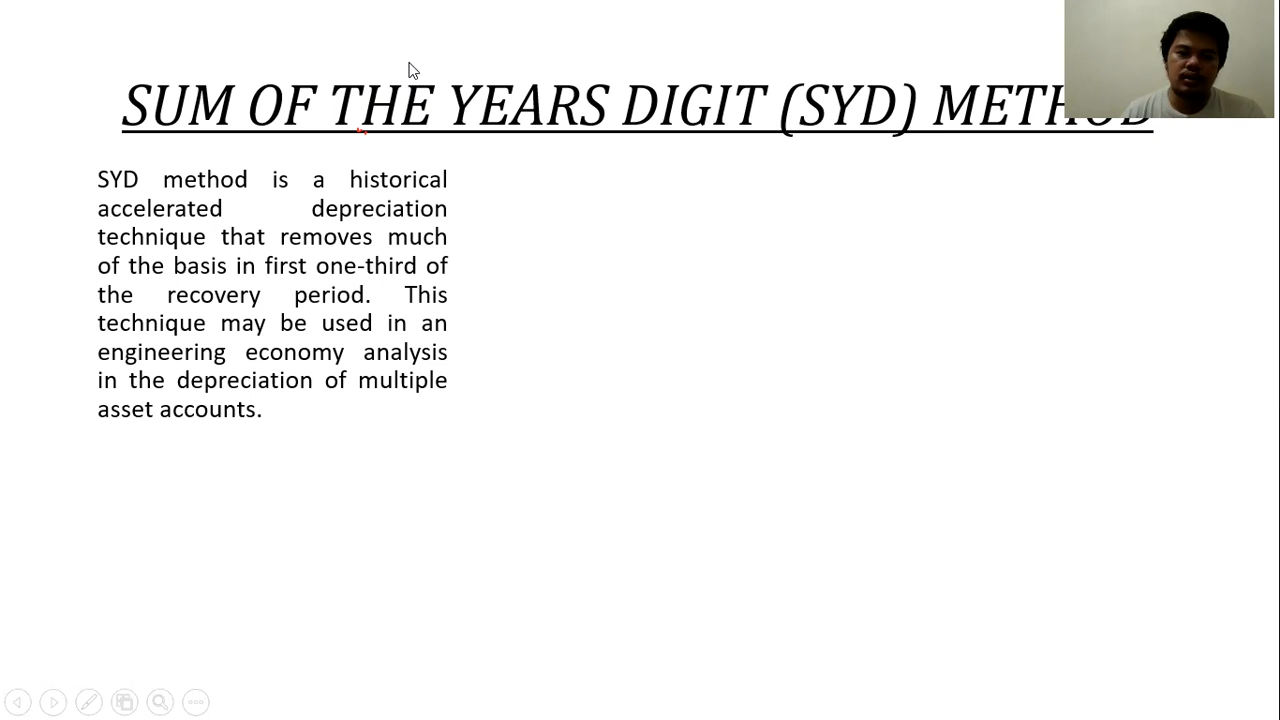 SUM OF THE YEARS DIGIT (SYD) METHOD
SYD method is a historical
accelerated depreciation
technique that removes much
of the basis in first one-third of
the recovery period. This
technique may be used in an
engineering economy analysis
in the depreciation of multiple
asset accounts.